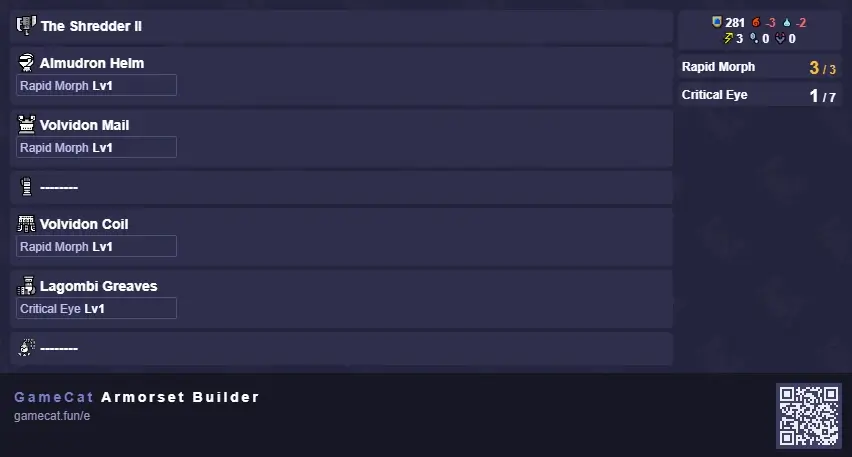 The Shredder II
Almudron Helm
Rapid Morph Lv1
Volvidon Mail
Rapid Morph Lv1
--------
Volvidon Coil
Rapid Morph Lv1
Lagombi Greaves
Critical Eye Lv1
--------
281 -3 -2
3 0 0
Rapid Morph 3 / 3
Critical Eye 1 / 7
GameCat Armorset Builder
gamecat.fun/e